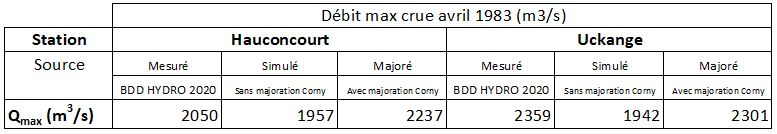 Débit max crue avril 1983 (m3/s)
Station Hauconcourt Uckange
Source Mesuré Simulé Majoré Mesuré Simulé Majoré
BDD HYDRO 2020 Sans majoration Corny Avec majoration Corny BDD HYDRO 2020 Sans majoration Corny Avec majoration Corny
Qmax (m³/s) 2050 1957 2237 2359 1942 2301